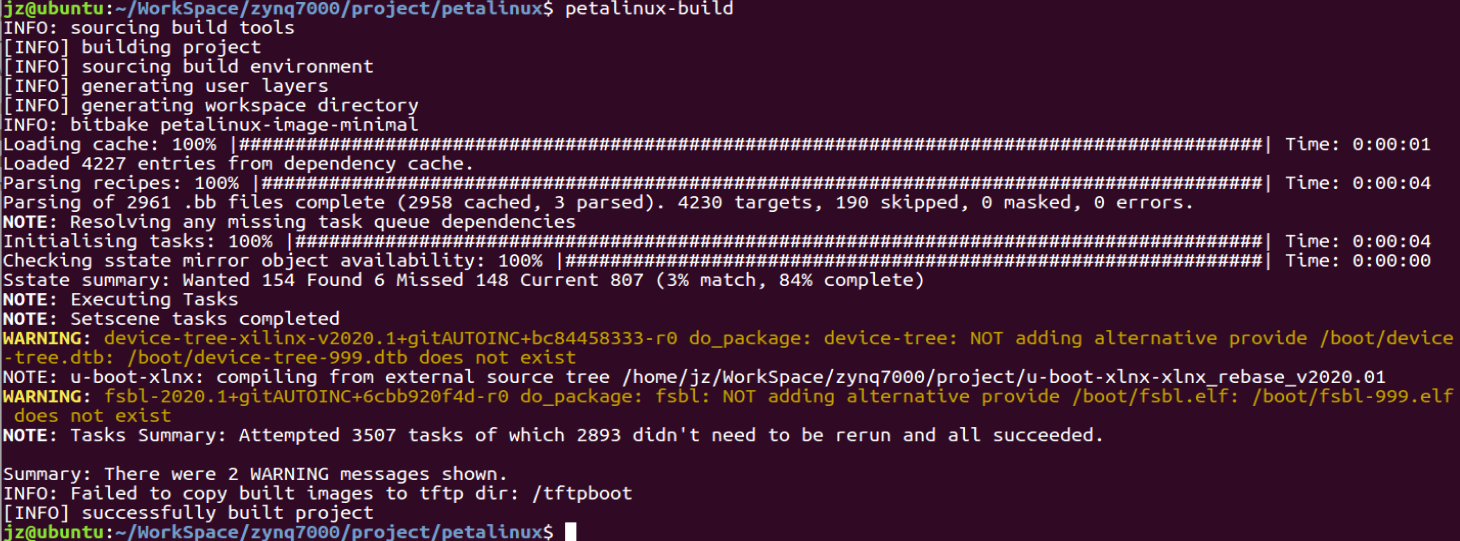 jz@ubuntu:~/WorkSpace/zynq7000/project/petalinux$ petalinux-build
INFO: sourcing build tools
[INFO] building project
[INFO] sourcing build environment
[INFO] generating user layers
[INFO] generating workspace directory
INFO: bitbake petalinux-image-minimal
Loading cache: 100% |############################################################################################| Time: 0:00:01
Loaded 4227 entries from dependency cache.
Parsing recipes: 100% |##########################################################################################| Time: 0:00:04
Parsing of 2961 .bb files complete (2958 cached, 3 parsed). 4230 targets, 190 skipped, 0 masked, 0 errors.
NOTE: Resolving any missing task queue dependencies
Initialising tasks: 100% |#######################################################################################| Time: 0:00:04
Checking sstate mirror object availability: 100% |###############################################################| Time: 0:00:00
Sstate summary: Wanted 154 Found 6 Missed 148 Current 807 (3% match, 84% complete)
NOTE: Executing Tasks
NOTE: Setscene tasks completed
WARNING: device-tree-xilinx-v2020.1+gitAUTOINC+bc84458333-r0 do_package: device-tree: NOT adding alternative provide /boot/device
-tree.dtb: /boot/device-tree-999.dtb does not exist
NOTE: u-boot-xlnx: compiling from external source tree /home/jz/WorkSpace/zynq7000/project/u-boot-xlnx-xlnx_rebase_v2020.01
WARNING: fsbl-2020.1+gitAUTOINC+6cbb920f4d-r0 do_package: fsbl: NOT adding alternative provide /boot/fsbl.elf: /boot/fsbl-999.elf
 does not exist
NOTE: Tasks Summary: Attempted 3507 tasks of which 2893 didn't need to be rerun and all succeeded.
Summary: There were 2 WARNING messages shown.
INFO: Failed to copy built images to tftp dir: /tftpboot
[INFO] successfully built project
jz@ubuntu:~/WorkSpace/zynq7000/project/petalinux$